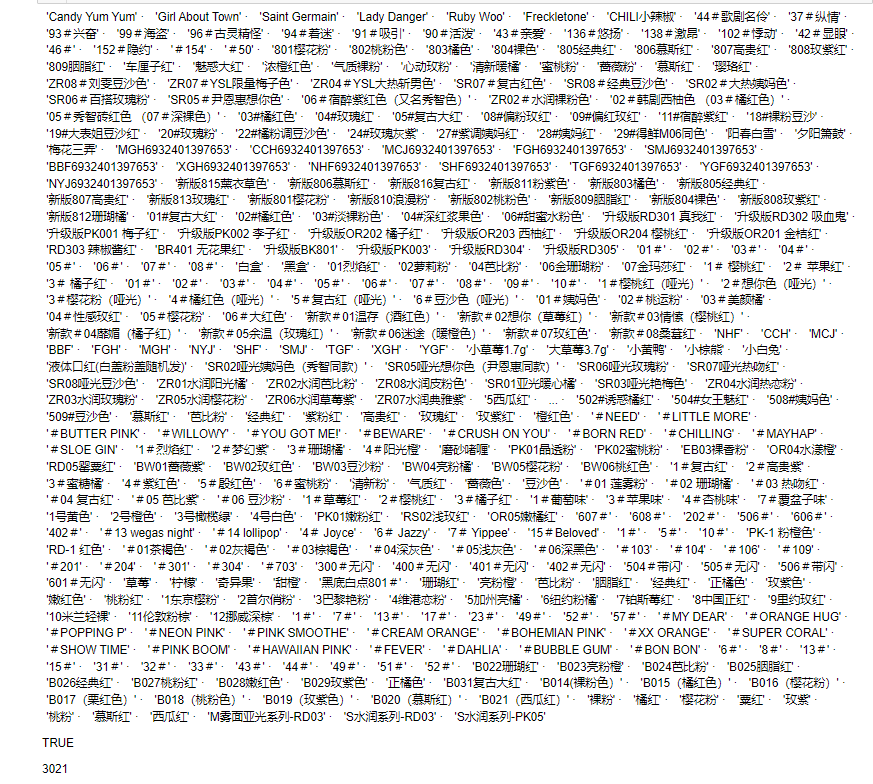 'Candy Yum Yum' · 'Girl About Town' · 'Saint Germain' · 'Lady Danger' · 'Ruby Woo' · 'Freckletone' · 'CHILI小辣椒' · '44＃歌剧名伶' · '37＃纵情' ·
'93＃兴奋' · '99＃海盗' · '96＃古灵精怪' · '94＃着迷' · '91＃吸引' · '90＃活泼' · '43＃亲爱' · '136＃悠扬' · '138＃激昂' · '102＃悸动' · '42＃显眼' ·
'46＃' · '152＃隐约' · '＃154' · '＃50' · '801樱花粉' · '802桃粉色' · '803橘色' · '804裸色' · '805经典红' · '806慕斯红' · '807高贵红' · '808玫紫红' ·
'809胭脂红' · '车厘子红' · '魅惑大红' · '浓橙红色' · '气质裸粉' · '心动玫粉' · '清新暖橘' · '蜜桃粉' · '蔷薇粉' · '慕斯红' · '璎珞红' ·
'ZR08＃刘雯豆沙色' · 'ZR07＃YSL限量梅子色' · 'ZR04＃YSL大热斩男色' · 'SR07＃复古红色' · 'SR08＃经典豆沙色' · 'SR02＃大热姨妈色' ·
'SR06＃百搭玫瑰粉' · 'SR05＃尹恩惠想你色' · '06＃宿醉紫红色（又名秀智色）' · 'ZR02＃水润裸粉色' · '02＃韩剧西柚色 （03＃橘红色）' ·
'05＃秀智砖红色 （07＃深裸色）' · '03#橘红色' · '04#玫瑰红' · '05#复古大红' · '08#偏粉玫红' · '09#偏红玫红' · '11#宿醉紫红' · '18#裸粉豆沙' ·
'19#大表姐豆沙红' · '20#玫瑰粉' · '22#橘粉调豆沙色' · '24#玫瑰灰紫' · '27#紫调姨妈红' · '28#姨妈红' · '29#得鲜M06同色' · '阳春白雪' · '夕阳箫鼓' ·
'梅花三弄' · 'MGH6932401397653' · 'CCH6932401397653' · 'MCJ6932401397653' · 'FGH6932401397653' · 'SMJ6932401397653' ·
'BBF6932401397653' · 'XGH6932401397653' · 'NHF6932401397653' · 'SHF6932401397653' · 'TGF6932401397653' · 'YGF6932401397653' ·
'NYJ6932401397653' · '新版815薰衣草色' · '新版806慕斯红' · '新版816复古红' · '新版811粉紫色' · '新版803橘色' · '新版805经典红' ·
'新版807高贵红' · '新版813玫瑰红' · '新版801樱花粉' · '新版810浪漫粉' · '新版802桃粉色' · '新版809胭脂红' · '新版804裸色' · '新版808玫紫红' ·
'新版812珊瑚橘' · '01#复古大红' · '02#橘红色' · '03#淡裸粉色' · '04#深红浆果色' · '06#甜蜜水粉色' · '升级版RD301 真我红' · '升级版RD302 吸血鬼' ·
'升级版PK001 梅子红' · '升级版PK002 李子红' · '升级版OR202 橘子红' · '升级版OR203 西柚红' · '升级版OR204 樱桃红' · '升级版OR201 金桔红' ·
'RD303 辣椒酱红' · 'BR401 无花果红' · '升级版BK801' · '升级版PK003' · '升级版RD304' · '升级版RD305' · '01＃' · '02＃' · '03＃' · '04＃' ·
'05＃' · '06＃' · '07＃' · '08＃' · '白盒' · '黑盒' · '01烈焰红' · '02萝莉粉' · '04芭比粉' · '06金珊瑚粉' · '07金玛莎红' · '1＃ 樱桃红' · '2＃ 苹果红' ·
'3＃ 橘子红' · '01＃' · '02＃' · '03＃' · '04＃' · '05＃' · '06＃' · '07＃' · '08＃' · '09＃' · '10＃' · '1＃樱桃红（哑光）' · '2＃想你色（哑光）' ·
'3＃樱花粉（哑光）' · '4＃橘红色（哑光）' · '5＃复古红（哑光）' · '6＃豆沙色（哑光）' · '01＃姨妈色' · '02＃桃运粉' · '03＃美颜橘' ·
'04＃性感玫红' · '05＃樱花粉' · '06＃大红色' · '新款＃01温存（酒红色）' · '新款＃02想你（草莓红）' · '新款＃03情愫（樱桃红）' ·
'新款＃04靡媚（橘子红）' · '新款＃05余温（玫瑰红）' · '新款＃06迷途（暖橙色）' · '新款＃07玫红色' · '新款＃08桑葚红' · 'NHF' · 'CCH' · 'MCJ' ·
'BBF' · 'FGH' · 'MGH' · 'NYJ' · 'SHF' · 'SMJ' · 'TGF' · 'XGH' · 'YGF' · '小草莓1.7g' · '大草莓3.7g' · '小黄鸭' · '小棕熊' · '小白兔' ·
'液体口红(白盖粉盖随机发)' · 'SR02哑光姨妈色（秀智同款）' · 'SR05哑光想你色（尹恩惠同款）' · 'SR06哑光玫瑰粉' · 'SR07哑光热吻红' ·
'SR08哑光豆沙色' · 'ZR01水润阳光橘' · 'ZR02水润芭比粉' · 'ZR08水润皮粉色' · 'SR01亚光暖心橘' · 'SR03哑光艳梅色' · 'ZR04水润热恋粉' ·
'ZR03水润玫瑰粉' · 'ZR05水润樱花粉' · 'ZR06水润草莓紫' · 'ZR07水润典雅紫' · '5西瓜红' · ... · '502#诱惑橘红' · '504#女王魅红' · '508#姨妈色' ·
'509#豆沙色' · '慕斯红' · '芭比粉' · '经典红' · '紫粉红' · '高贵红' · '玫瑰红' · '玫紫红' · '橙红色' · '＃NEED' · '＃LITTLE MORE' ·
'＃BUTTER PINK' · '＃WILLOWY' · '＃YOU GOT MEI' · '＃BEWARE' · '＃CRUSH ON YOU' · '＃BORN RED' · '＃CHILLING' · '＃MAYHAP' ·
'＃SLOE GIN' · '1＃烈焰红' · '2＃梦幻紫' · '3＃珊瑚橘' · '4＃阳光橙' · '磨砂啫喱' · 'PK01晶透粉' · 'PK02蜜桃粉' · 'EB03裸香粉' · 'OR04水漾橙' ·
'RD05罂粟红' · 'BW01蔷薇紫' · 'BW02玫红色' · 'BW03豆沙粉' · 'BW04亮粉橘' · 'BW05樱花粉' · 'BW06桃红色' · '1＃复古红' · '2＃高贵紫' ·
'3＃蜜糖橘' · '4＃紫红色' · '5＃殷红色' · '6＃蜜桃粉' · '清新粉' · '气质红' · '蔷薇色' · '豆沙色' · '＃01 莲雾粉' · '＃02 珊瑚橘' · '＃03 热吻红' ·
'＃04 复古红' · '＃05 芭比紫' · '＃06 豆沙粉' · '1＃草莓红' · '2＃樱桃红' · '3＃橘子红' · '1＃葡萄味' · '3＃苹果味' · '4＃杏桃味' · '7＃覆盆子味' ·
'1号黄色' · '2号橙色' · '3号橄榄绿' · '4号白色' · 'PK01嫩粉红' · 'RS02浅玫红' · 'OR05嫩橘红' · '607＃' · '608＃' · '202＃' · '506＃' · '606＃' ·
'402＃' · '＃13 wegas night' · '＃14 lollipop' · '4＃ Joyce' · '6＃ Jazzy' · '7＃ Yippee' · '15＃Beloved' · '1＃' · '5＃' · '10＃' · 'PK-1 粉橙色' ·
'RD-1 红色' · '＃01茶褐色' · '＃02灰褐色' · '＃03棕褐色' · '＃04深灰色' · '＃05浅灰色' · '＃06深黑色' · '＃103' · '＃104' · '＃106' · '＃109' ·
'＃201' · '＃204' · '＃301' · '＃304' · '＃703' · '300＃无闪' · '400＃无闪' · '401＃无闪' · '402＃无闪' · '504＃带闪' · '505＃无闪' · '506＃带闪' ·
'601＃无闪' · '草莓' · '柠檬' · '奇异果' · '甜橙' · '黑底白点801＃' · '珊瑚红' · '亮粉橙' · '芭比粉' · '胭脂红' · '经典红' · '正橘色' · '玫紫色' ·
'嫩红色' · '桃粉红' · '1东京樱粉' · '2首尔俏粉' · '3巴黎艳粉' · '4维港恋粉' · '5加州亮橘' · '6纽约粉橘' · '7铂斯莓红' · '8中国正红' · '9里约玫红' ·
'10米兰轻裸' · '11伦敦粉棕' · '12挪威深棕' · '1＃' · '7＃' · '13＃' · '17＃' · '23＃' · '49＃' · '52＃' · '57＃' · '＃MY DEAR' · '＃ORANGE HUG' ·
'＃POPPING P' · '＃NEON PINK' · '＃PINK SMOOTHE' · '＃CREAM ORANGE' · '＃BOHEMIAN PINK' · '＃XX ORANGE' · '＃SUPER CORAL' ·
'＃SHOW TIME' · '＃PINK BOOM' · '＃HAWAIIAN PINK' · '＃FEVER' · '＃DAHLIA' · '＃BUBBLE GUM' · '＃BON BON' · '6＃' · '8＃' · '13＃' ·
'15＃' · '31＃' · '32＃' · '33＃' · '43＃' · '44＃' · '49＃' · '51＃' · '52＃' · 'B022珊瑚红' · 'B023亮粉橙' · 'B024芭比粉' · 'B025胭脂红' ·
'B026经典红' · 'B027桃粉红' · 'B028嫩红色' · 'B029玫紫色' · '正橘色' · 'B031复古大红' · 'B014(裸粉色）' · 'B015（橘红色）' · 'B016（樱花粉）' ·
'B017（栗红色）' · 'B018（桃粉色）' · 'B019（玫紫色）' · 'B020（慕斯红）' · 'B021（西瓜红）' · '裸粉' · '橘红' · '樱花粉' · '粟红' · '玫紫' ·
'桃粉' · '慕斯红' · '西瓜红' · 'M雾面亚光系列-RD03' · 'S水润系列-RD03' · 'S水润系列-PK05'
TRUE
3021